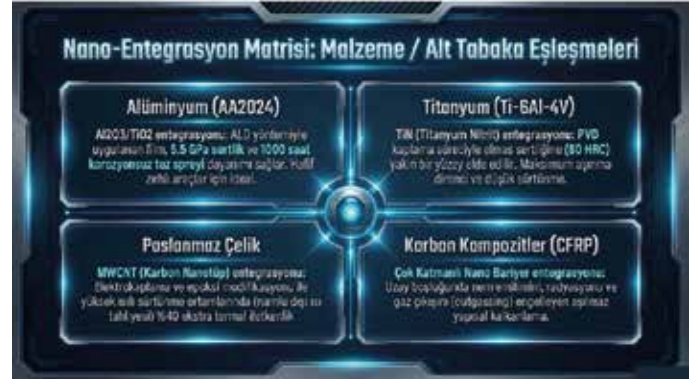 Nano-Entegrasyon Matrisi: Malzeme / Alt Tabaka Eşleşmeleri
Alüminyum (AA2024)
Al2O3/TiO2 entegrasyonu: ALD yöntemiyle
uygulanan film, 5.5 GPa sertlik ve 1000 saat
korozyonsuz tuz spreyi dayanımı sağlar. Hafif
zırhlı araçlar için ideal.
Titanyum (Ti-6Al-4V)
TiN (Titanyum Nitrit) entegrasyonu: PVD
kaplama süreciyle elmas sertliğine (80 HRC)
yakın bir yüzey elde edilir. Maksimum aşınma
direnci ve düşük sürtünme.
Paslanmaz Çelik
MWCNT (Karbon Nanotüp) entegrasyonu:
Elektrokaplama ve epoksi modifikasyonu ile
yüksek ısılı sürtünme ortamlarında (namlu dışı ısı
tahliyesi) %40 ekstra termal iletkenlik
Karbon Kompozitler (CFRP)
Çok Katmanlı Nano Bariyer entegrasyonu:
Uzay boşluğunda nem emilimini, radyasyonu ve
gaz çıkışını (outgassing) engelleyen aşılmaz
yapısal kalkanlama.